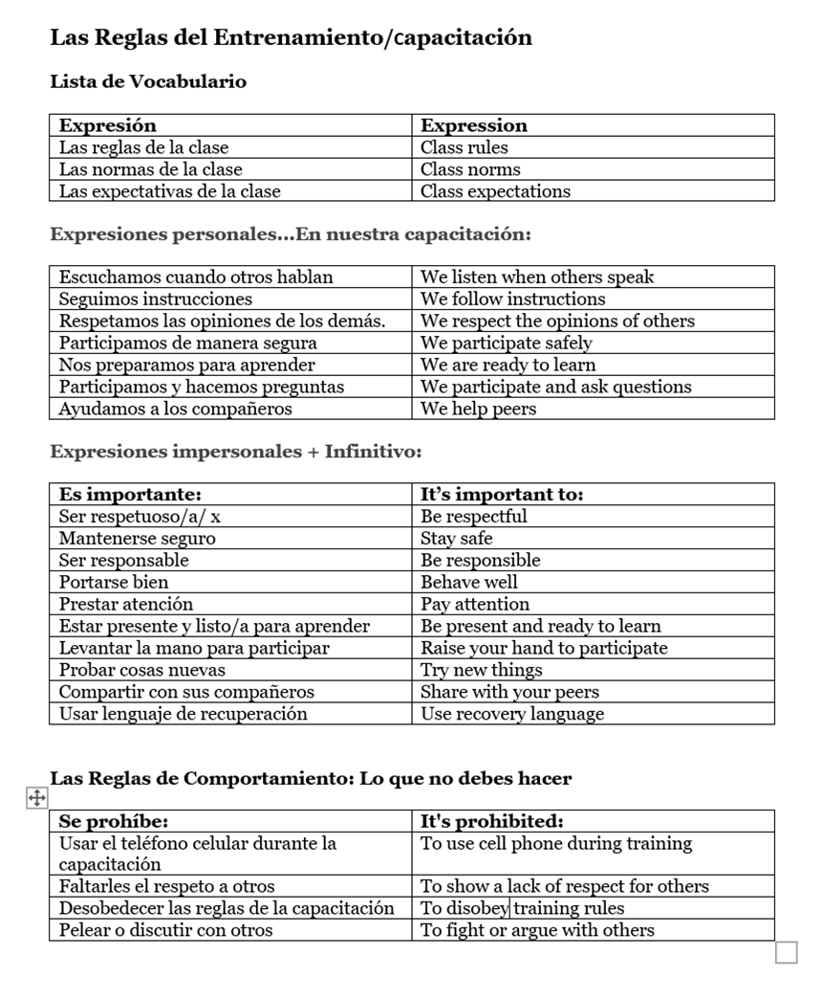 Las Reglas del Entrenamiento/capacitación
Lista de Vocabulario
Expresión Expression
Las reglas de la clase Class rules
Las normas de la clase Class norms
Las expectativas de la clase Class expectations
Expresiones personales...En nuestra capacitación:
Escuchamos cuando otros hablan We listen when others speak
Seguimos instrucciones We follow instructions
Respetamos las opiniones de los demás. We respect the opinions of others
Participamos de manera segura We participate safely
Nos preparamos para aprender We are ready to learn
Participamos y hacemos preguntas We participate and ask questions
Ayudamos a los compañeros We help peers
Expresiones impersonales + Infinitivo:
Es importante: It's important to:
Ser respetuoso/a/ x Be respectful
Mantenerse seguro Stay safe
Ser responsable Be responsible
Portarse bien Behave well
Prestar atención Pay attention
Estar presente y listo/a para aprender Be present and ready to learn
Levantar la mano para participar Raise your hand to participate
Probar cosas nuevas Try new things
Compartir con sus compañeros Share with your peers
Usar lenguaje de recuperación Use recovery language
Las Reglas de Comportamiento: Lo que no debes hacer
Se prohíbe: It's prohibited:
Usar el teléfono celular durante la To use cell phone during training
capacitación
Faltarles el respeto a otros To show a lack of respect for others
Desobedecer las reglas de la capacitación To disobey training rules
Pelear o discutir con otros To fight or argue with others